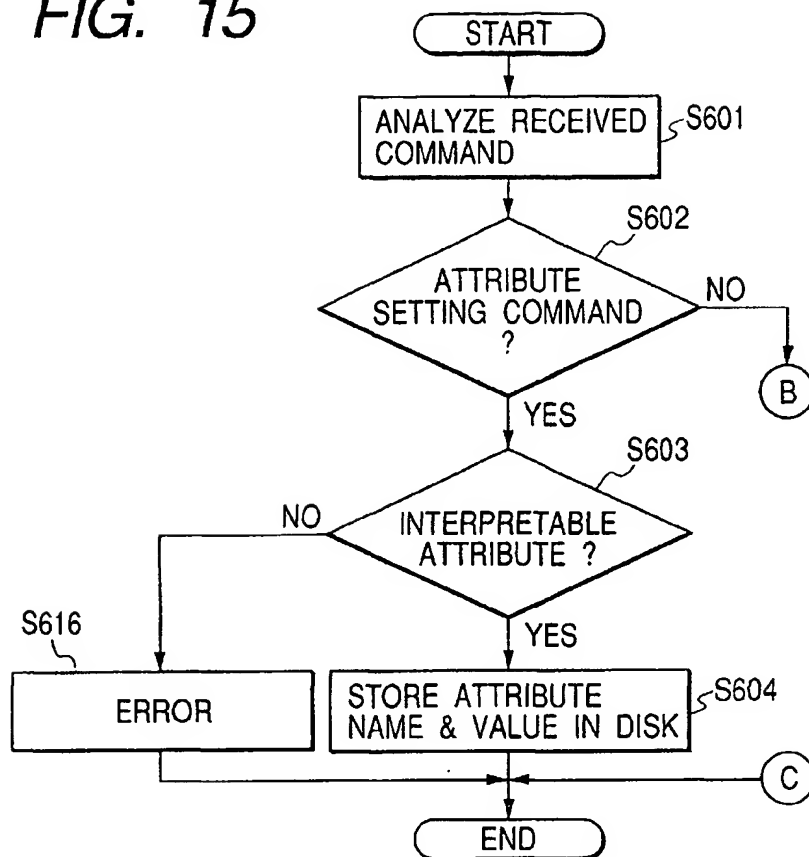 FIG. 15
START
ANALYZE RECEIVED
COMMAND
S601
S602
ATTRIBUTE
SETTING COMMAND
?
NO
B
YES
S603
NO
INTERPRETABLE
ATTRIBUTE ?
YES
S616
ERROR
STORE ATTRIBUTE
NAME & VALUE IN DISK
S604
C
END